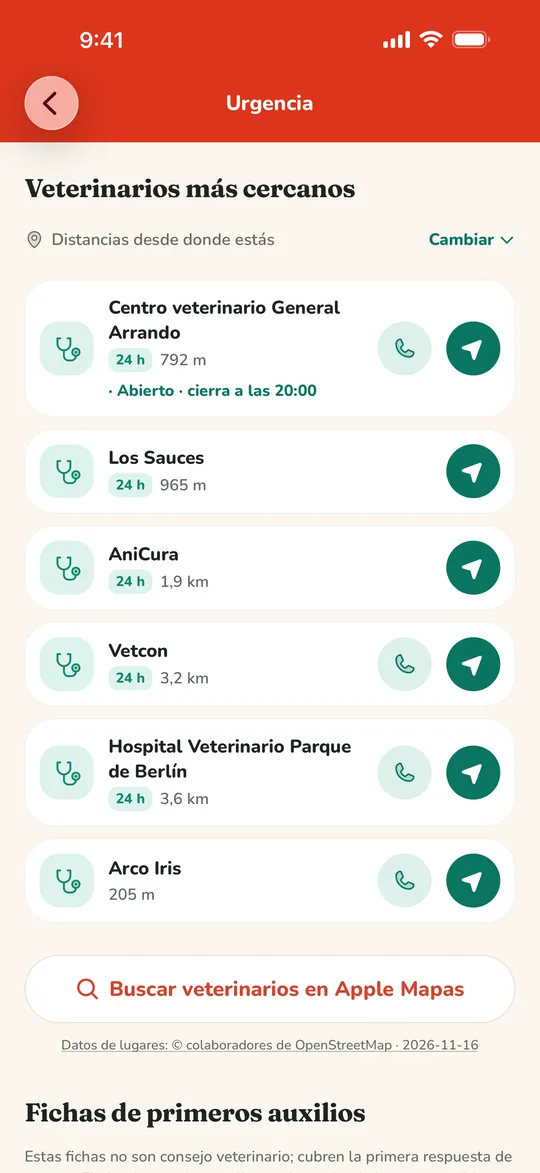 9:41
Urgencia
Veterinarios más cercanos
Distancias desde donde estás
Cambiar
Centro veterinario General
Arrando
24 h 792 m
· Abierto · cierra a las 20:00
Los Sauces
24 h 965 m
AniCura
24 h 1,9 km
Vetcon
24 h 3,2 km
Hospital Veterinario Parque
de Berlín
24 h 3,6 km
Arco Iris
205 m
Buscar veterinarios en Apple Mapas
Datos de lugares: © colaboradores de OpenStreetMap · 2026-11-16
Fichas de primeros auxilios
Estas fichas no son consejo veterinario; cubren la primera respuesta de